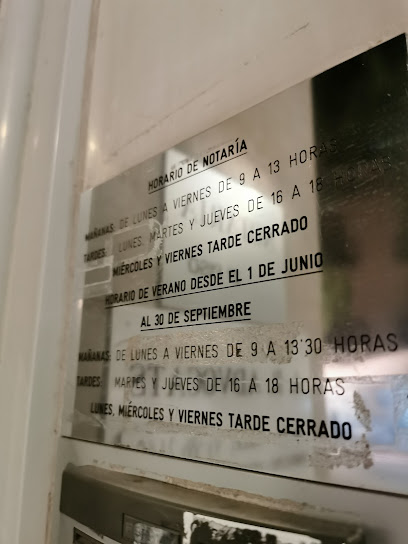 HORARIO DE NOTARÍA
MAÑANAS: DE LUNES A VIERNES DE 9 A 13 HORAS
TARDES: LUNES, MARTES Y JUEVES DE 16 A 18 HORAS
MIÉRCOLES Y VIERNES TARDE CERRADO
HORARIO DE VERANO DESDE EL 1 DE JUNIO
AL 30 DE SEPTIEMBRE
MAÑANAS: DE LUNES A VIERNES DE 9 A 13'30 HORAS
TARDES: MARTES Y JUEVES DE 16 A 18 HORAS
LUNES, MIÉRCOLES Y VIERNES TARDE CERRADO